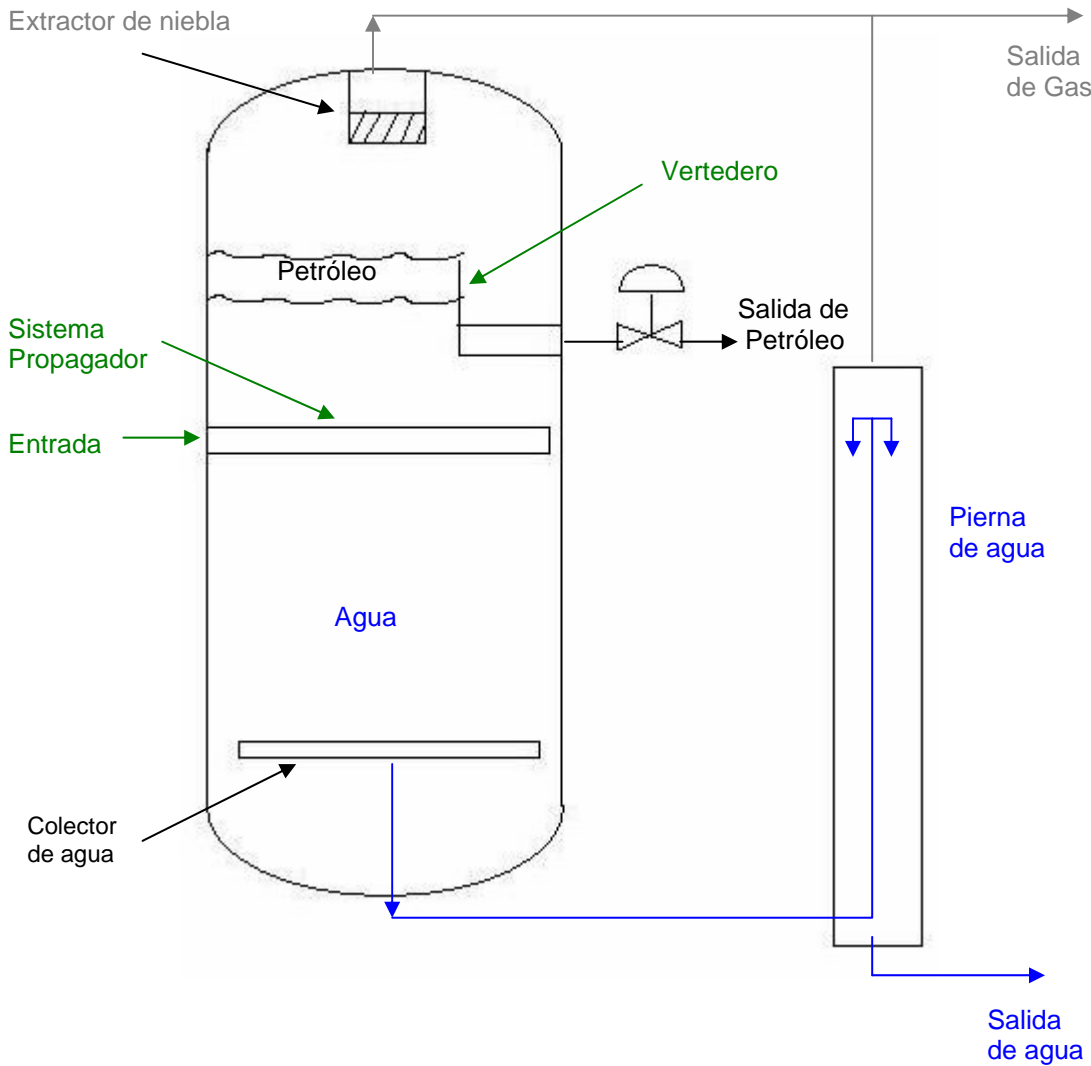 Extractor de niebla
Salida
de Gas
Vertedero
Petróleo
Salida de
Petróleo
Sistema
Propagador
Entrada
Pierna
de agua
Agua
Colector
de agua
Salida
de agua